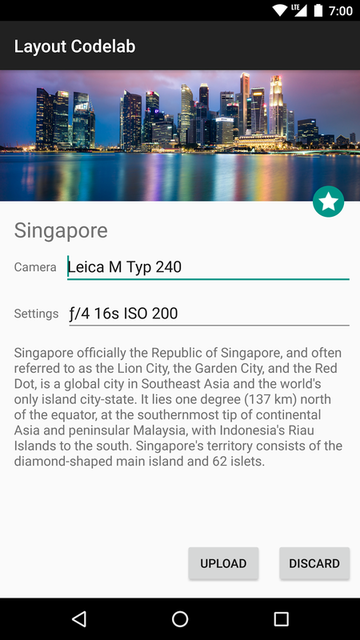 LTE 7:00
Layout Codelab
Singapore
Camera Leica M Typ 240
Settings ƒ/4 16s ISO 200
Singapore officially the Republic of Singapore, and often
referred to as the Lion City, the Garden City, and the Red
Dot, is a global city in Southeast Asia and the world's
only island city-state. It lies one degree (137 km) north
of the equator, at the southernmost tip of continental
Asia and peninsular Malaysia, with Indonesia's Riau
Islands to the south. Singapore's territory consists of the
diamond-shaped main island and 62 islets.
UPLOAD DISCARD